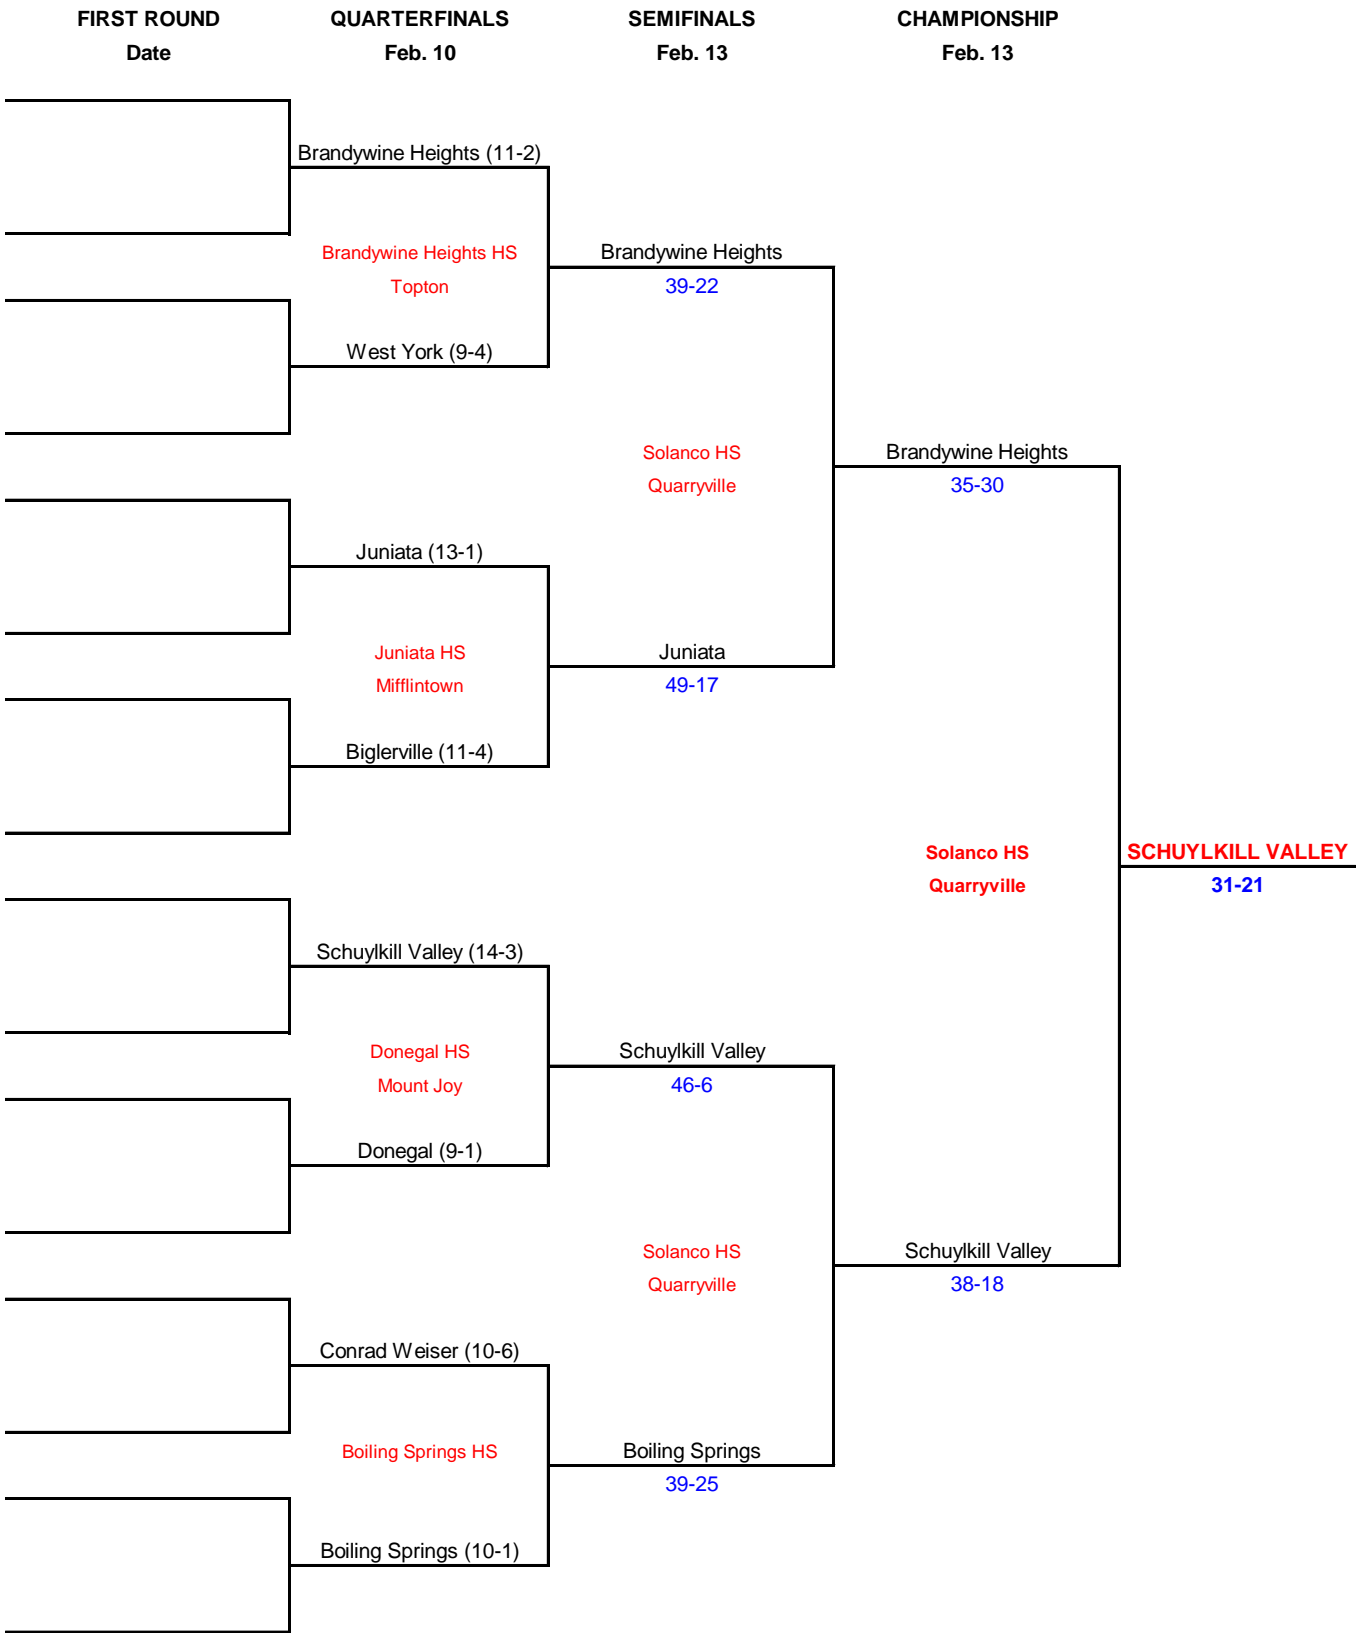 FIRST ROUND QUARTERFINALS SEMIFINALS CHAMPIONSHIP
Date Feb. 10 Feb. 13 Feb. 13
Brandywine Heights (11-2)
Brandywine Heights HS Brandywine Heights
Topton 39-22
West York (9-4)
Solanco HS Brandywine Heights
Quarryville 35-30
Juniata (13-1)
Juniata HS Juniata
Mifflintown 49-17
Biglerville (11-4)
Solanco HS SCHUYLKILL VALLEY
Quarryville 31-21
Schuylkill Valley (14-3)
Donegal HS Schuylkill Valley
Mount Joy 46-6
Donegal (9-1)
Solanco HS Schuylkill Valley
Quarryville 38-18
Conrad Weiser (10-6)
Boiling Springs HS Boiling Springs
39-25
Boiling Springs (10-1)